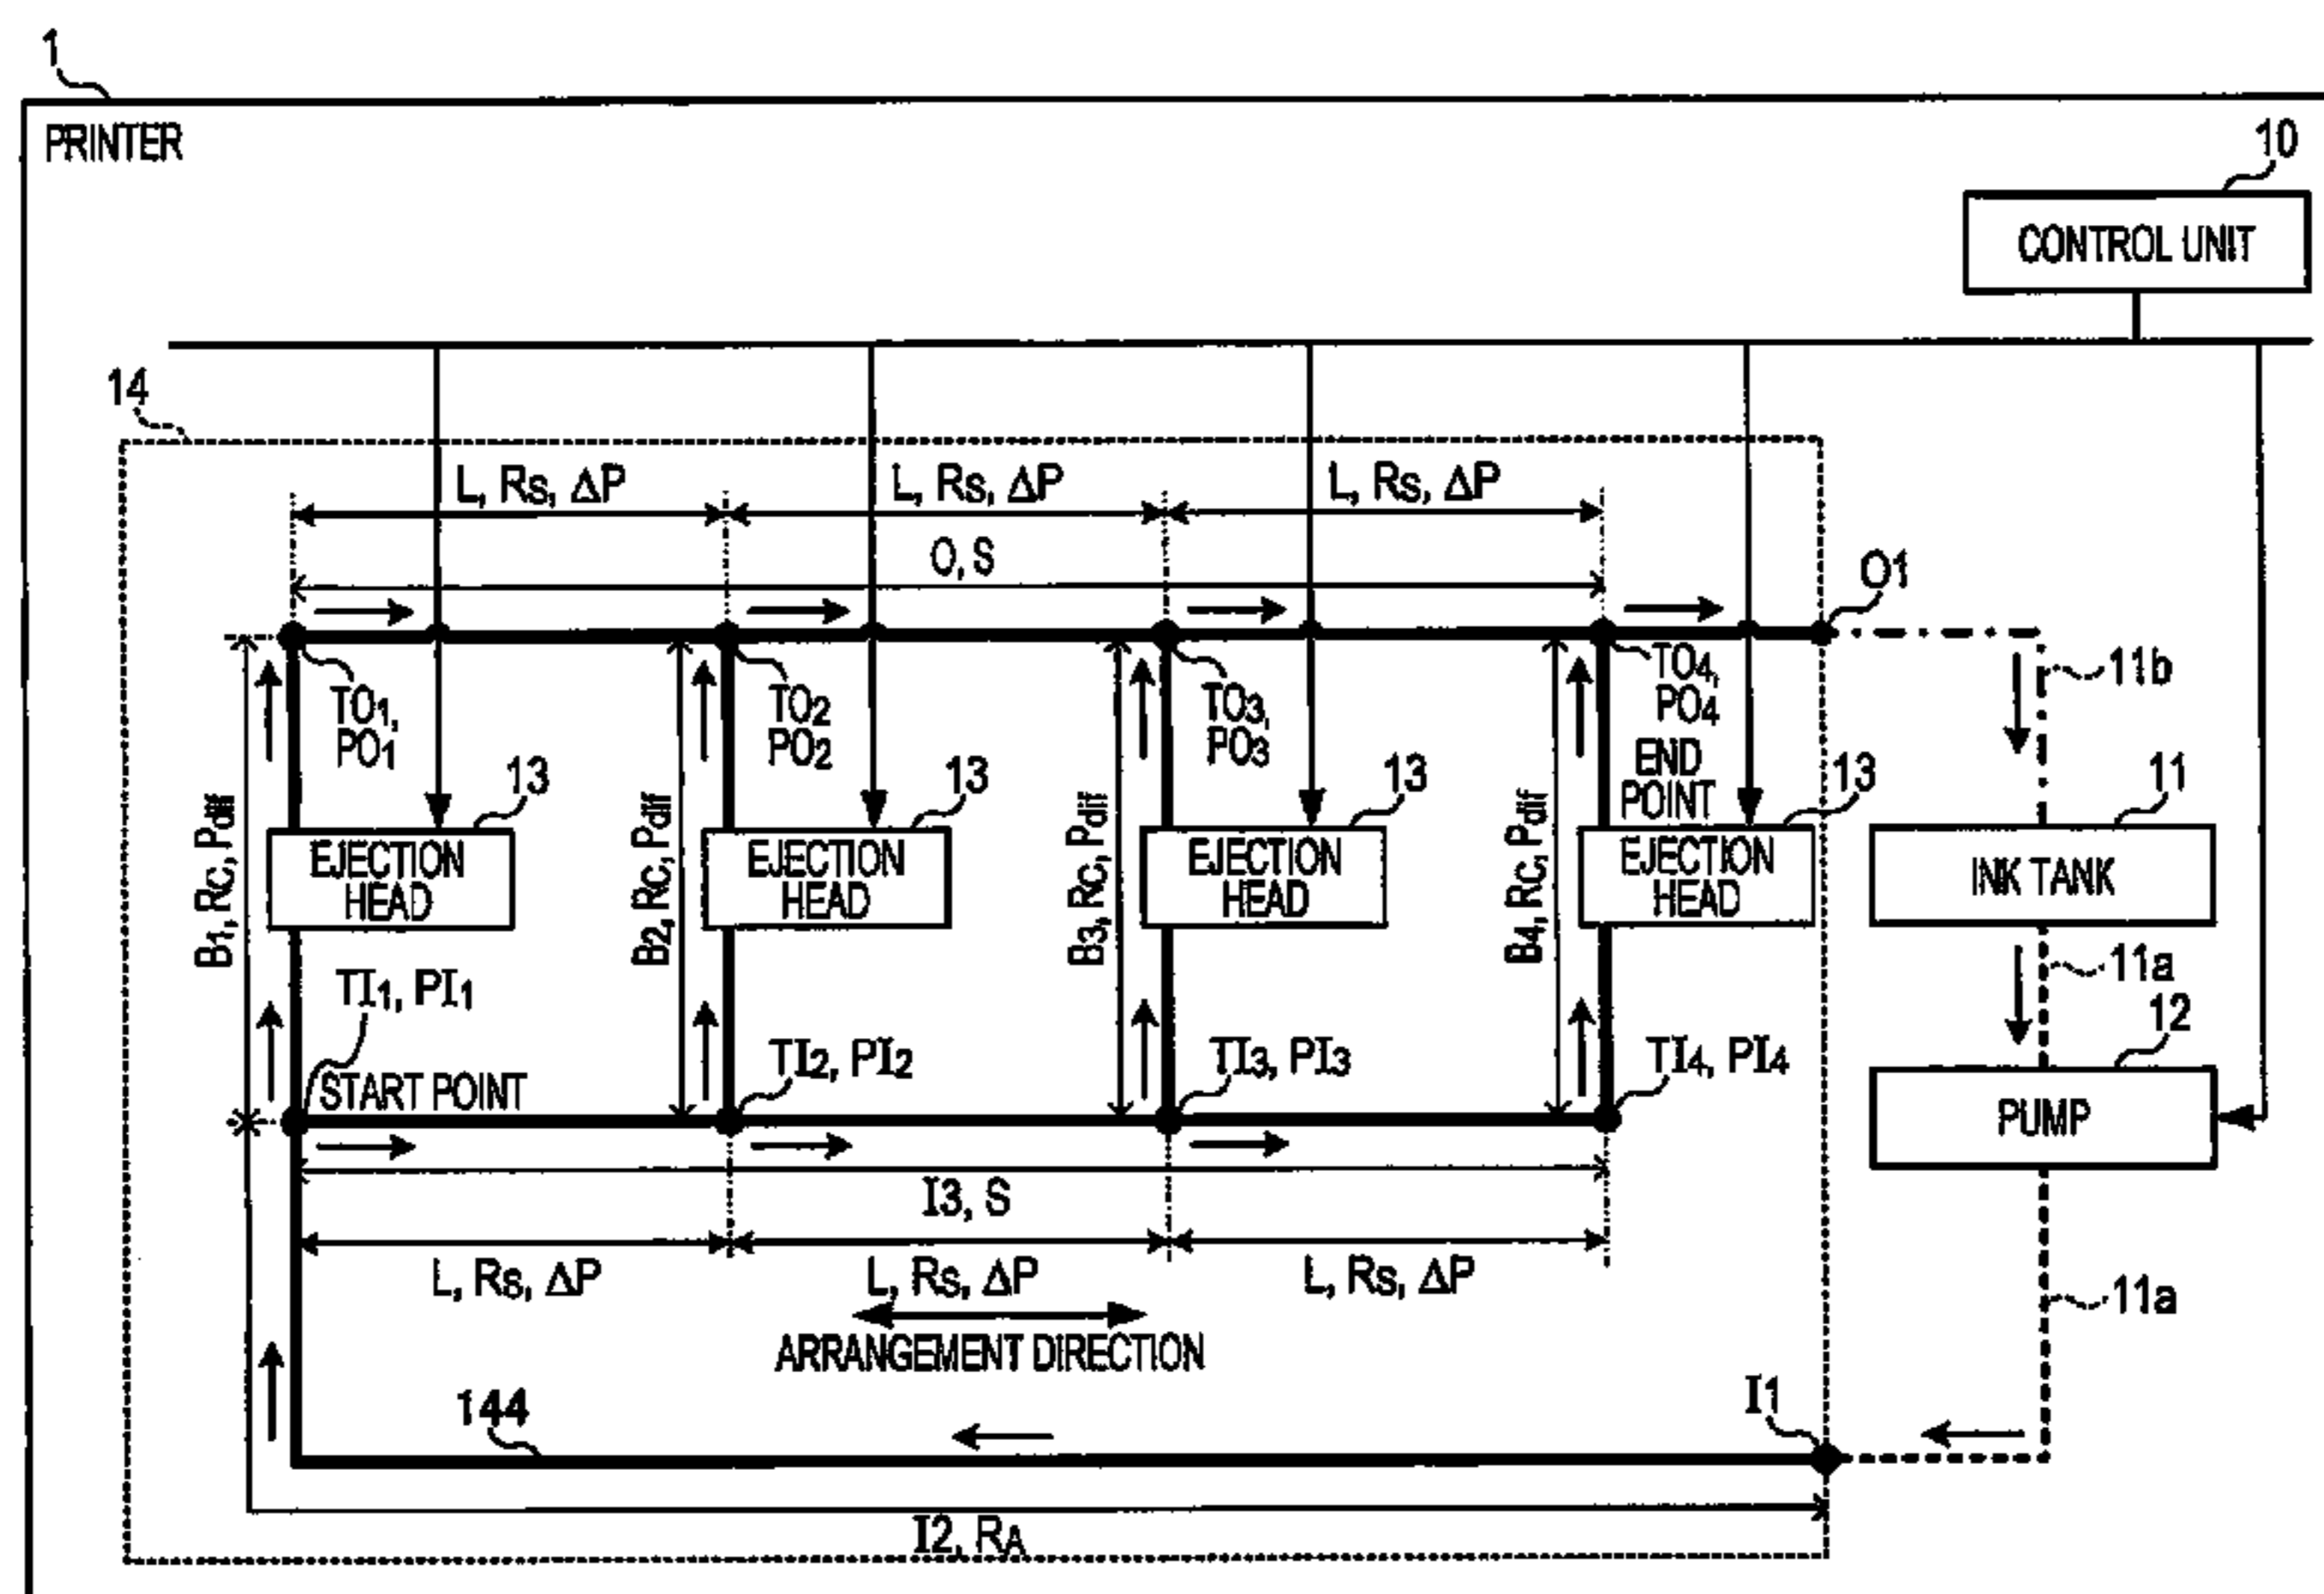 1
PRINTER
10
CONTROL UNIT
14
L, RS, ΔP
L, RS, ΔP
L, RS, ΔP
O, S
O1
TO1,
PO1
TO2
PO2
TO3,
PO3
TO4,
PO4
END
POINT
11b
13
13
13
13
11
B1, RC, Pdif
B2, RC, Pdif
B3, RC, Pdif
B4, RC, Pdif
EJECTION
HEAD
EJECTION
HEAD
EJECTION
HEAD
EJECTION
HEAD
INK TANK
11a
TI1, PI1
START POINT
TI2, PI2
TI3, PI3
TI4, PI4
12
PUMP
I3, S
L, RS, ΔP
L, RS, ΔP
L, RS, ΔP
11a
ARRANGEMENT DIRECTION
144
I1
I2, RA